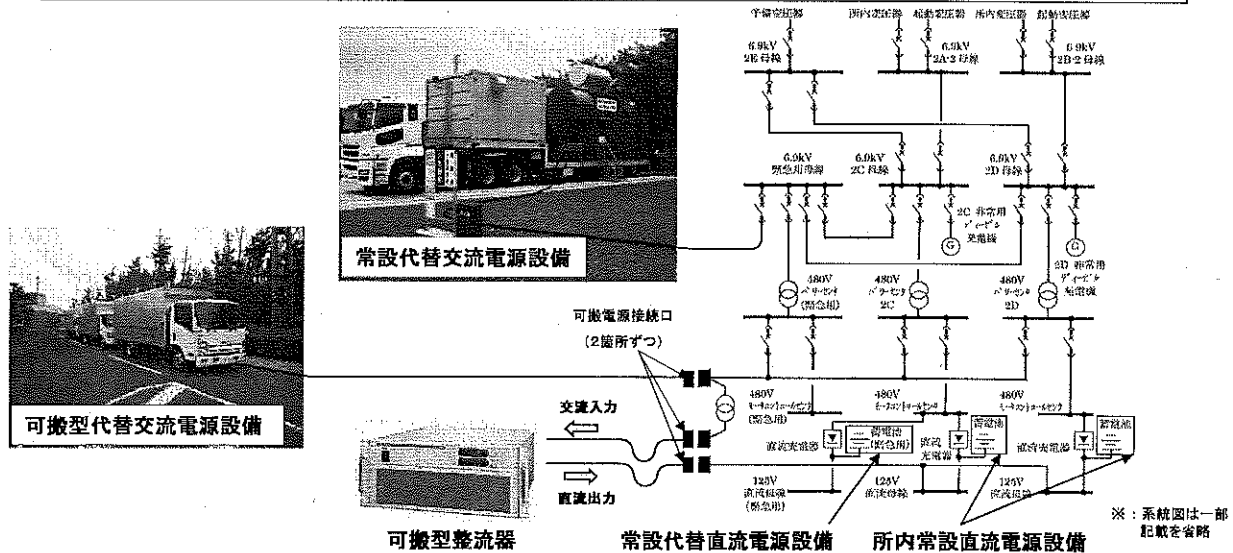 予備変圧器 所内変圧器 起動変圧器 所内変圧器 起動変圧器
6.9kV
2E 母線
6.9kV
2A-2 母線
6.9kV
2B-2 母線
6.9kV
緊急用母線
6.9kV
2C 母線
6.9kV
2D 母線
2C 非常用
ディーゼル
発電機
G
2D 非常用
ディーゼル
発電機
G
常設代替交流電源設備
480V
パワーセンタ
(緊急用)
480V
パワーセンタ
2C
480V
パワーセンタ
2D
可搬電源接続口
(2箇所ずつ)
可搬型代替交流電源設備
480V
モータコントロールセンタ
(緊急用)
480V
モータコントロールセンタ
480V
モータコントロールセンタ
交流入力
直流出力
直流充電器
蓄電池
(緊急用)
直流
充電器
蓄電池
直流充電器
蓄電池
125V
直流母線
(緊急用)
125V
直流母線
125V
直流母線
可搬型整流器
常設代替直流電源設備
所内常設直流電源設備
※:系統図は一部
記載を省略